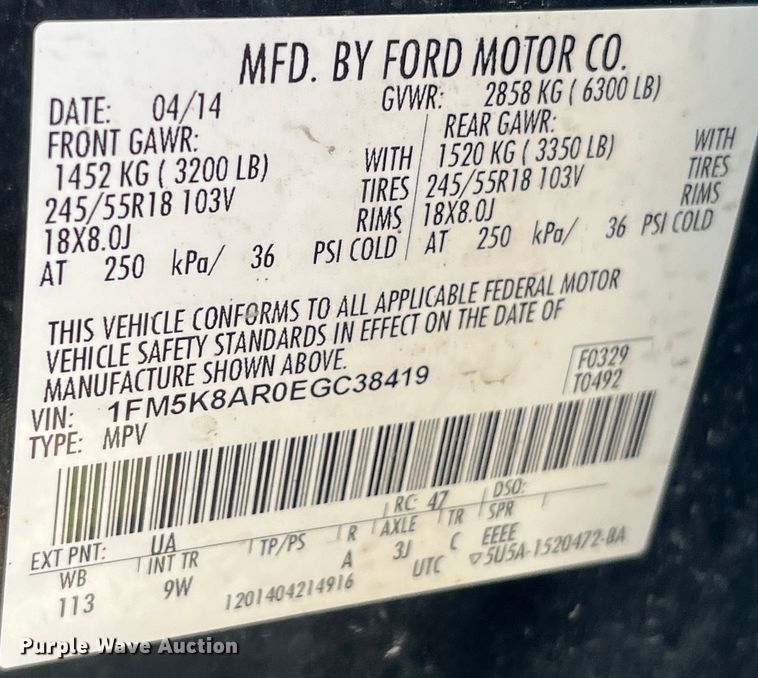 MFD. BY FORD MOTOR CO.
DATE: 04/14 GVWR: 2858 KG ( 6300 LB)
FRONT GAWR: REAR GAWR:
1452 KG ( 3200 LB) WITH 1520 KG ( 3350 LB) WITH
245/55R18 103V TIRES 245/55R18 103V TIRES
18X8.0J RIMS 18X8.0J RIMS
AT 250 kPa/ 36 PSI COLD AT 250 kPa/ 36 PSI COLD
THIS VEHICLE CONFORMS TO ALL APPLICABLE FEDERAL MOTOR
VEHICLE SAFETY STANDARDS IN EFFECT ON THE DATE OF
MANUFACTURE SHOWN ABOVE.
VIN: 1FM5K8AR0EGC38419
TYPE: MPV
F0329
T0492
EXT PNT: UA RC: 47 DSO:
WB INT TR TP/PS R AXLE TR SPR
113 9W A 3J C EEEE
1201404214916 UTC ▽5U5A-1520472-BA
Purple Wave Auction